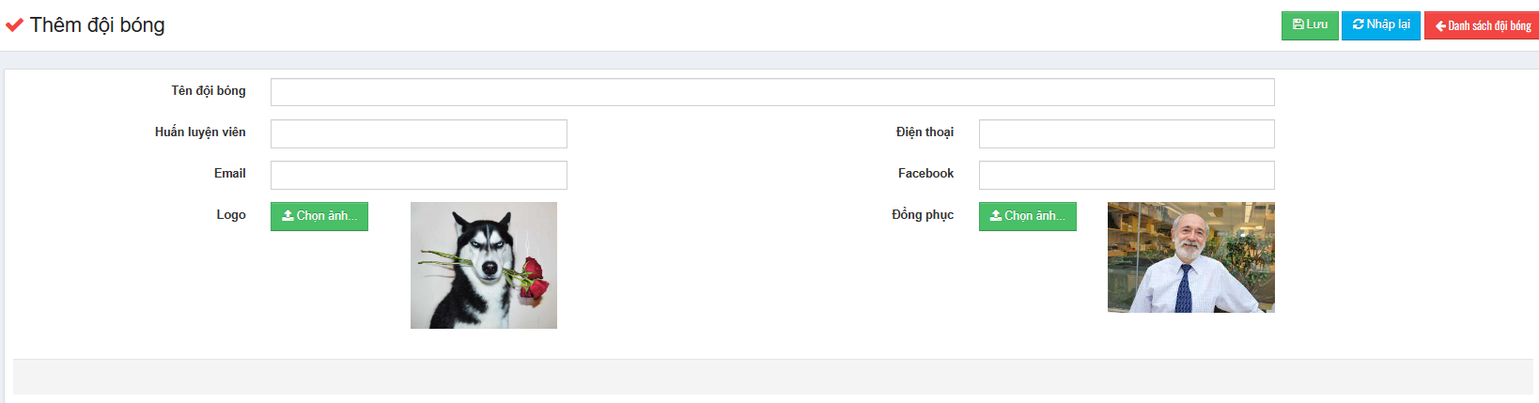 Thêm đội bóng
Lưu
Nhập lại
Danh sách đội bóng
Tên đội bóng
Huấn luyện viên
Điện thoại
Email
Facebook
Logo
Chọn ảnh...
Đồng phục
Chọn ảnh...